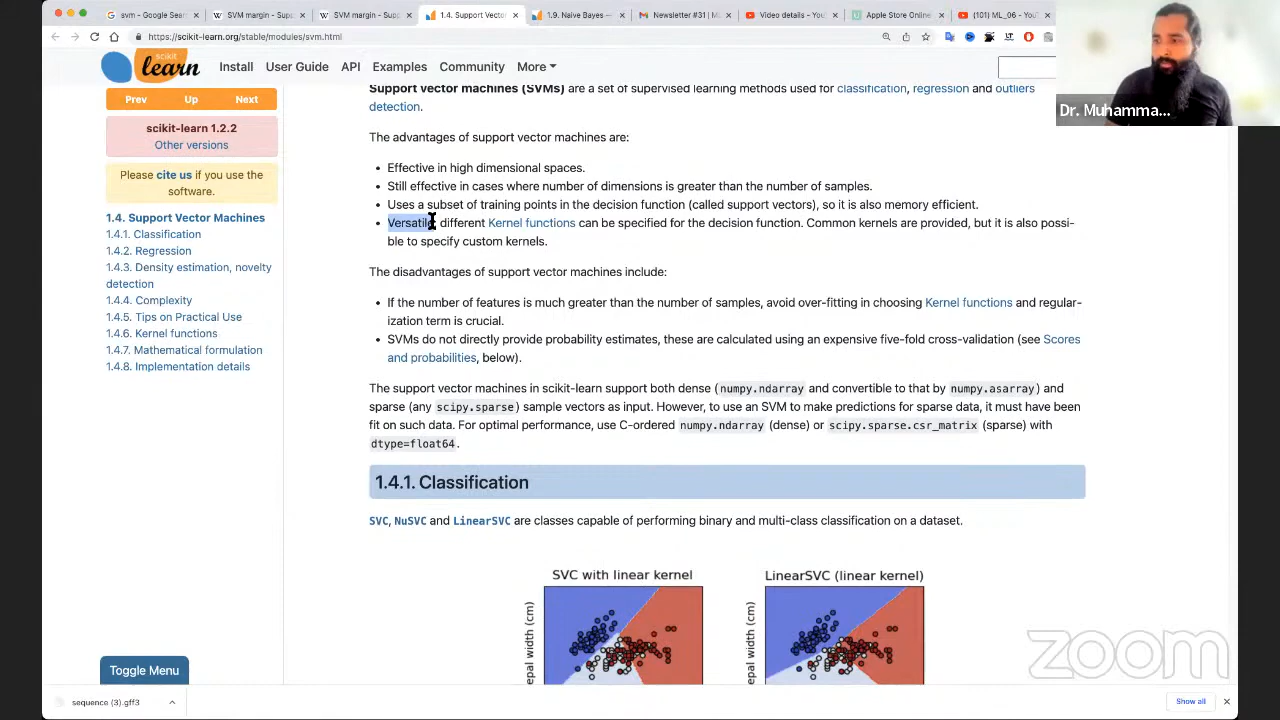 svm - Google Sear
SVM margin - Supp
SVM margin - Supp
1.4. Support Vector
1.9. Naive Bayes —
Newsletter #31 |
Video details -
Apple Store Online
(101) ML_06 -
https://scikit-learn.org/stable/modules/svm.html
scikit
learn
Install
User Guide
API
Examples
Community
More
Dr. Muhamma...
Prev
Up
Next
scikit-learn 1.2.2
Other versions
Please cite us if you use the
software.
1.4. Support Vector Machines
1.4.1. Classification
1.4.2. Regression
1.4.3. Density estimation, novelty
detection
1.4.4. Complexity
1.4.5. Tips on Practical Use
1.4.6. Kernel functions
1.4.7. Mathematical formulation
1.4.8. Implementation details
Toggle Menu
Support vector machines (SVMs) are a set of supervised learning methods used for classification, regression and outliers
detection.
The advantages of support vector machines are:
• Effective in high dimensional spaces.
• Still effective in cases where number of dimensions is greater than the number of samples.
• Uses a subset of training points in the decision function (called support vectors), so it is also memory efficient.
• Versatile: different Kernel functions can be specified for the decision function. Common kernels are provided, but it is also possi-
ble to specify custom kernels.
The disadvantages of support vector machines include:
• If the number of features is much greater than the number of samples, avoid over-fitting in choosing Kernel functions and regular-
ization term is crucial.
• SVMs do not directly provide probability estimates, these are calculated using an expensive five-fold cross-validation (see Scores
and probabilities, below).
The support vector machines in scikit-learn support both dense (numpy.ndarray and convertible to that by numpy.asarray) and
sparse (any scipy.sparse) sample vectors as input. However, to use an SVM to make predictions for sparse data, it must have been
fit on such data. For optimal performance, use C-ordered numpy.ndarray (dense) or scipy.sparse.csr_matrix (sparse) with
dtype=float64.
1.4.1. Classification
SVC, NuSVC and LinearSVC are classes capable of performing binary and multi-class classification on a dataset.
SVC with linear kernel
LinearSVC (linear kernel)
epal width (cm)
epal width (cm)
zoom
sequence (3).gff3
Show all